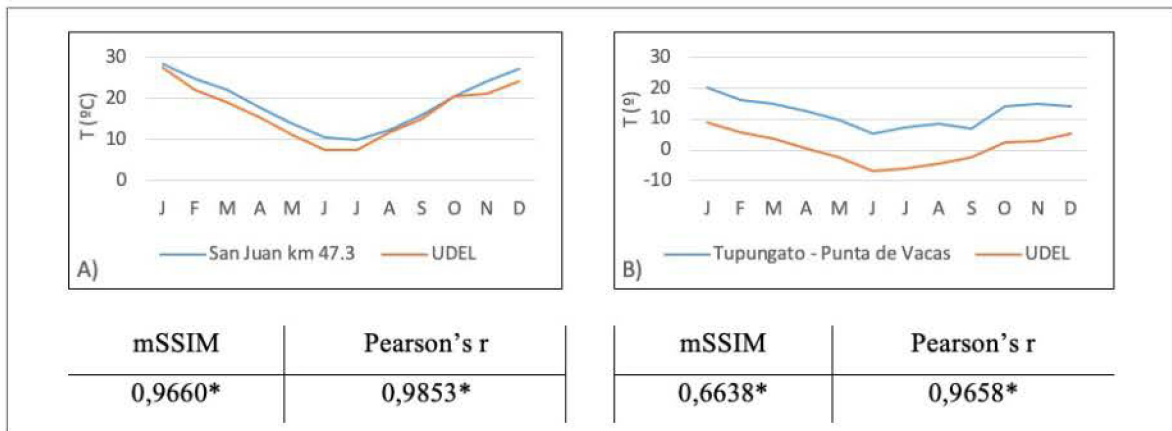 30
20
10
0
T (ºC)
J F M A M J J A S O N D
San Juan km 47.3 UDEL
A)
30
20
10
0
-10
T (º)
J F M A M J J A S O N D
Tupungato - Punta de Vacas UDEL
B)
mSSIM Pearson's r
0,9660* 0,9853*
mSSIM Pearson's r
0,6638* 0,9658*